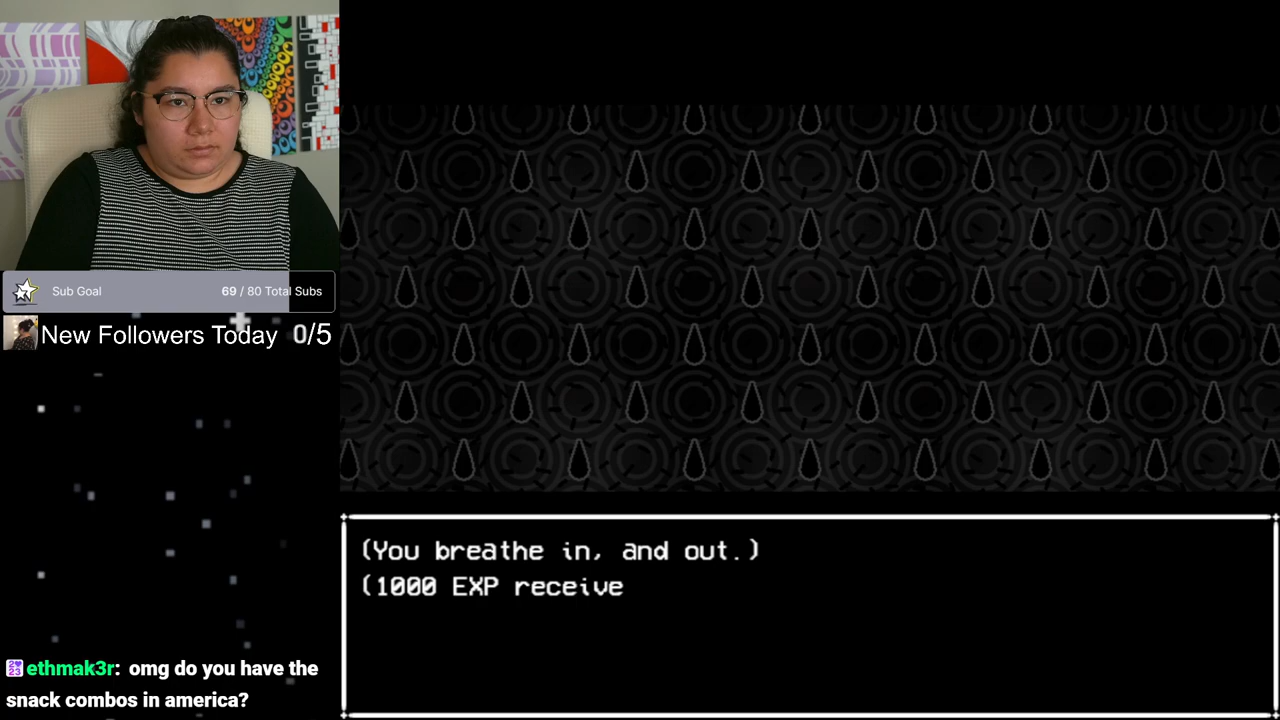 Sub Goal 69 / 80 Total Subs
New Followers Today 0/5
(You breathe in, and out.)
(1000 EXP receive
ethmak3r: omg do you have the
snack combos in america?